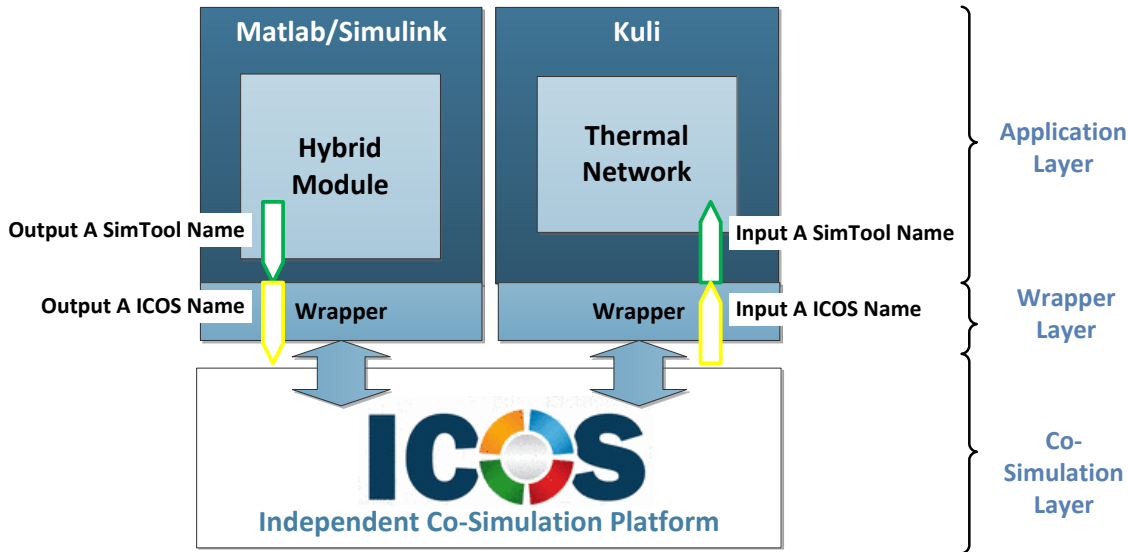 Matlab/Simulink
Kuli
Hybrid
Module
Thermal
Network
Application
Layer
Output A SimTool Name
Input A SimTool Name
Output A ICOS Name
Wrapper
Wrapper
Input A ICOS Name
Wrapper
Layer
ICOS
Independent Co-Simulation Platform
Co-
Simulation
Layer